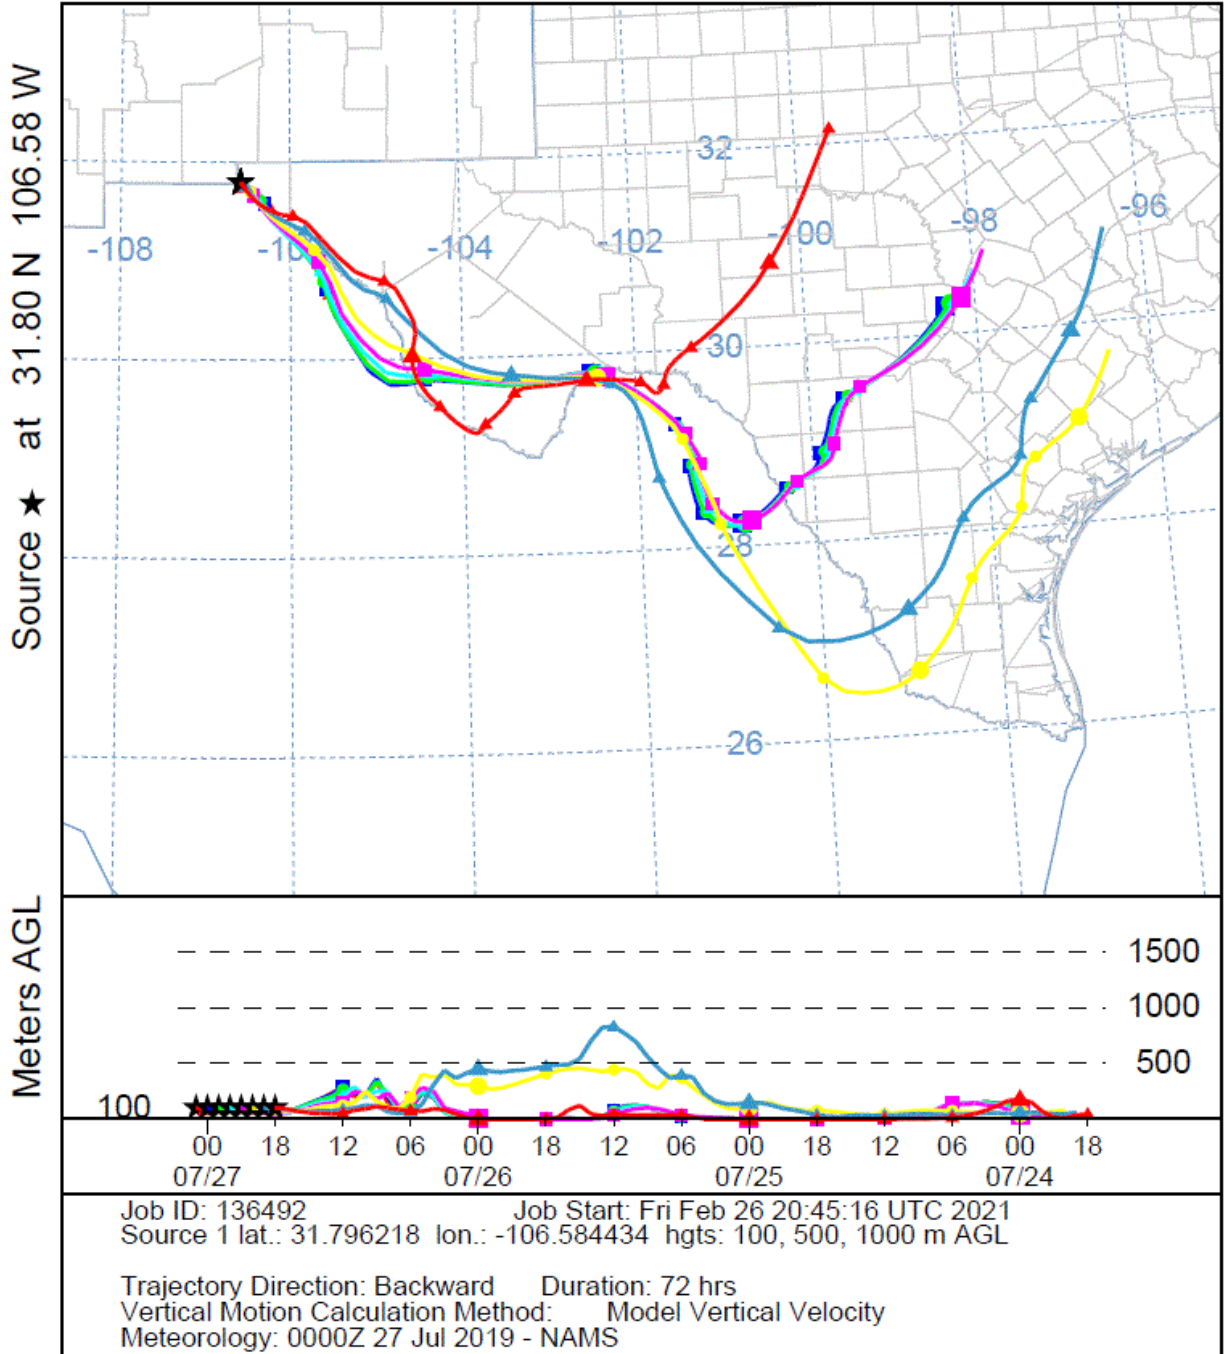 Source ★ at 31.80 N 106.58 W
32
-96
-98
-100
-102
-104
-108
30
28
26
Meters AGL
1500
1000
500
100
00 18 12 06 00 18 12 06 00 18 12 06 00 18
07/27 07/26 07/25 07/24
Job ID: 136492 Job Start: Fri Feb 26 20:45:16 UTC 2021
Source 1 lat.: 31.796218 lon.: -106.584434 hgts: 100, 500, 1000 m AGL
Trajectory Direction: Backward Duration: 72 hrs
Vertical Motion Calculation Method: Model Vertical Velocity
Meteorology: 0000Z 27 Jul 2019 - NAMS